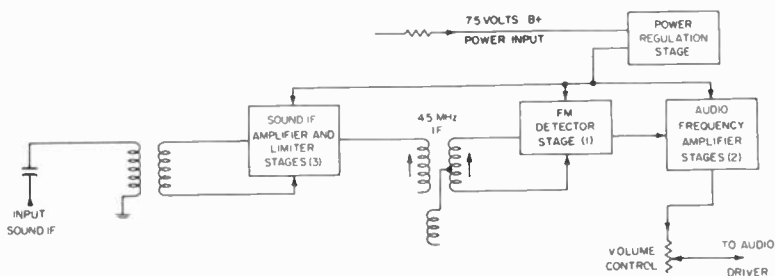 75 VOLTS B+
POWER INPUT
POWER
REGULATION
STAGE
SOUND IF
AMPLIFIER AND
LIMITER
STAGES (3)
4.5 MHz
IF
FM
DETECTOR
STAGE (1)
AUDIO
FREQUENCY
AMPLIFIER
STAGES (2)
INPUT
SOUND IF
VOLUME
CONTROL
TO AUDIO
DRIVER